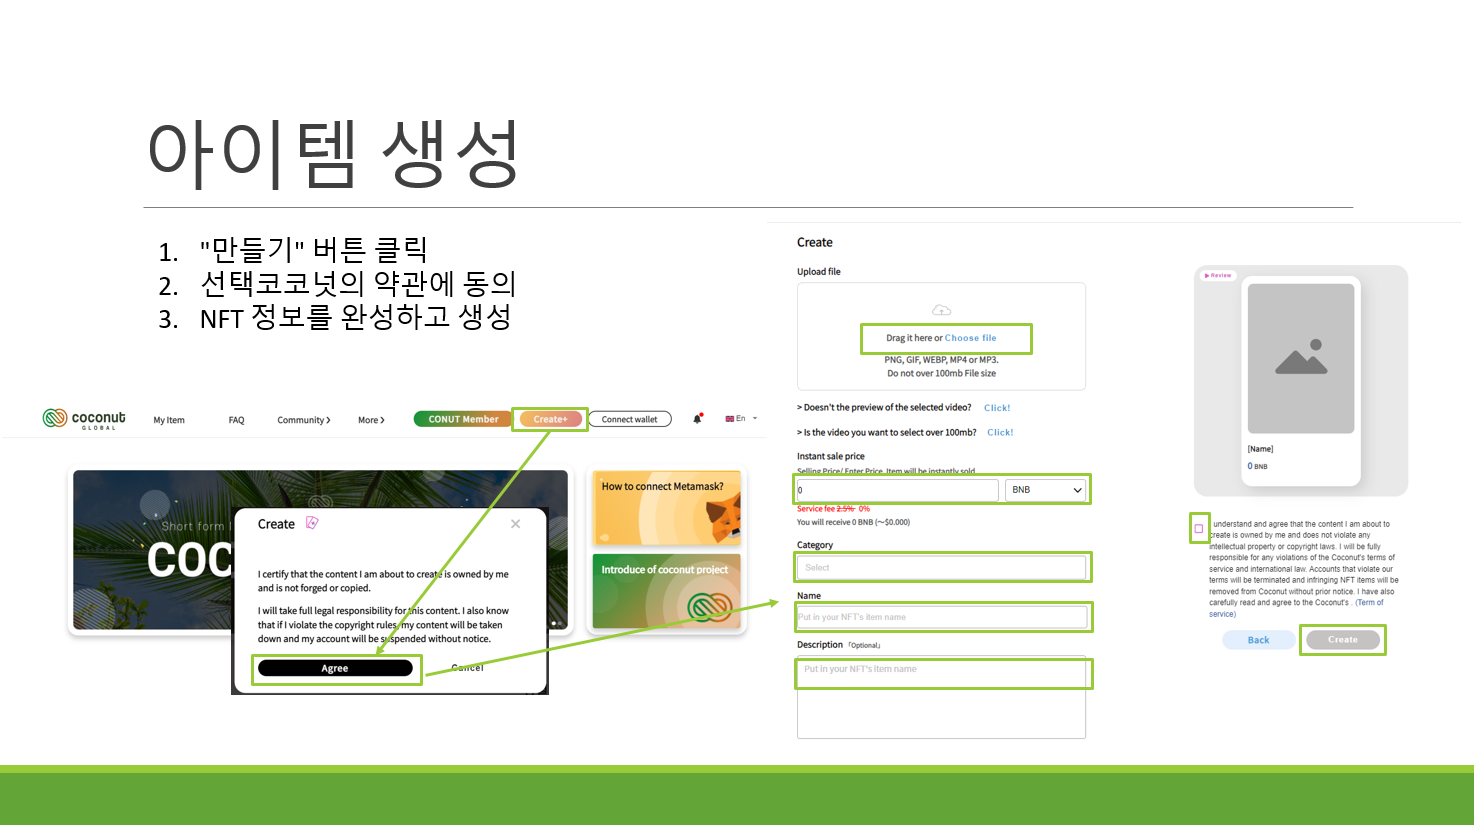 아이템 생성
1. "만들기" 버튼 클릭
2. 선택코코넛의 약관에 동의
3. NFT 정보를 완성하고 생성
coconut
GLOBAL
My Item
FAQ
Community >
More >
CONUT Member
Create+
Connect wallet
En
Short form
COC
How to connect Metamask?
Introduce of coconut project
Create
I certify that the content I am about to create is owned by me
and is not forged or copied.
I will take full legal responsibility for this content. I also know
that if I violate the copyright rules, my content will be taken
down and my account will be suspended without notice.
Agree
Cancel
Create
Upload file
Drag it here or Choose file
PNG, GIF, WEBP, MP4 or MP3.
Do not over 100mb File size
> Doesn't the preview of the selected video? Click!
> Is the video you want to select over 100mb? Click!
Instant sale price
Selling Price/ Enter Price. Item will be instantly sold
0
BNB
Service fee 2.5% 0%
You will receive 0 BNB (~$0.000)
Category
Select
Name
Put in your NFT's item name
Description 「Optional」
Put in your NFT's item name
Review
[Name]
0 BNB
I understand and agree that the content I am about to
create is owned by me and does not violate any
intellectual property or copyright laws. I will be fully
responsible for any violations of the Coconut's terms of
service and international law. Accounts that violate our
terms will be terminated and infringing NFT items will be
removed from Coconut without prior notice. I have also
carefully read and agree to the Coconut's . (Term of
service)
Back
Create